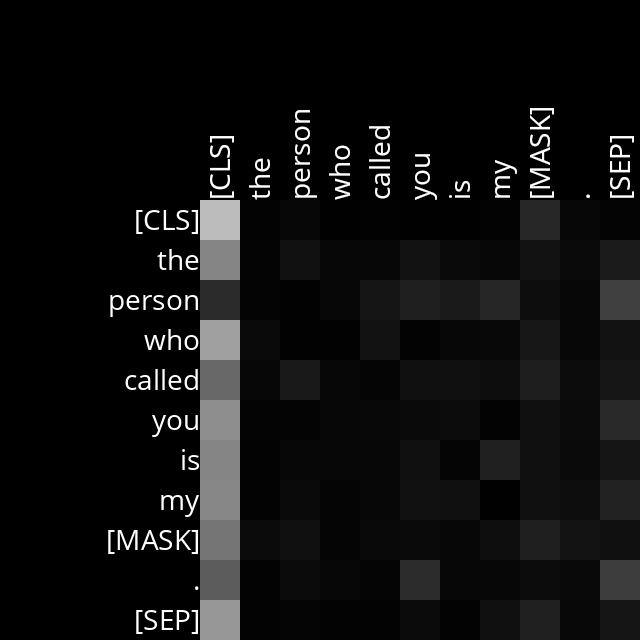 [CLS] the person who called you is my [MASK] . [SEP]
[CLS]
the
person
who
called
you
is
my
[MASK]
.
[SEP]